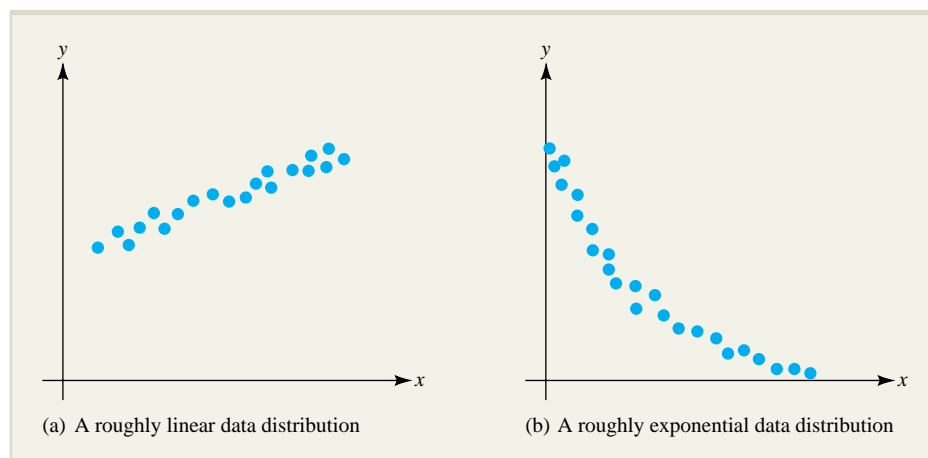 y
x
(a) A roughly linear data distribution
y
x
(b) A roughly exponential data distribution